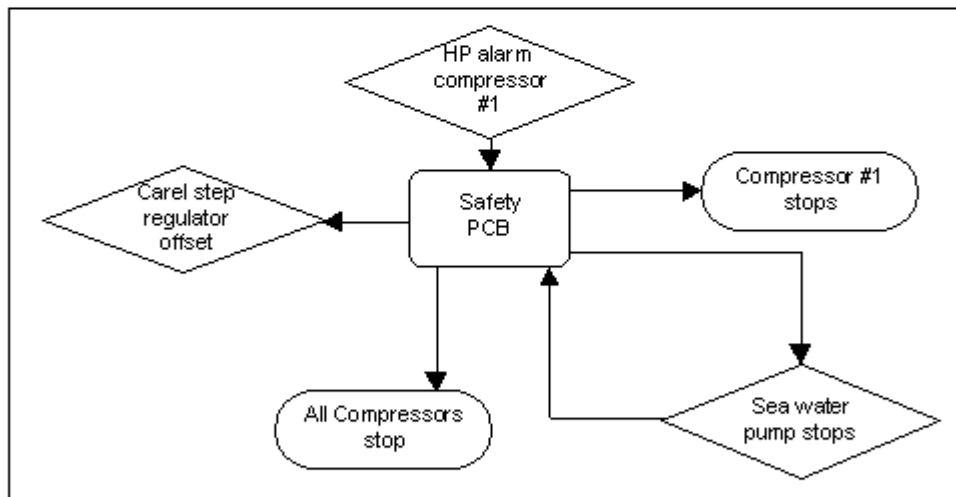 HP alarm
compressor
#1
Carel step
regulator
offset
Safety
PCB
Compressor #1
stops
All Compressors
stop
Sea water
pump stops